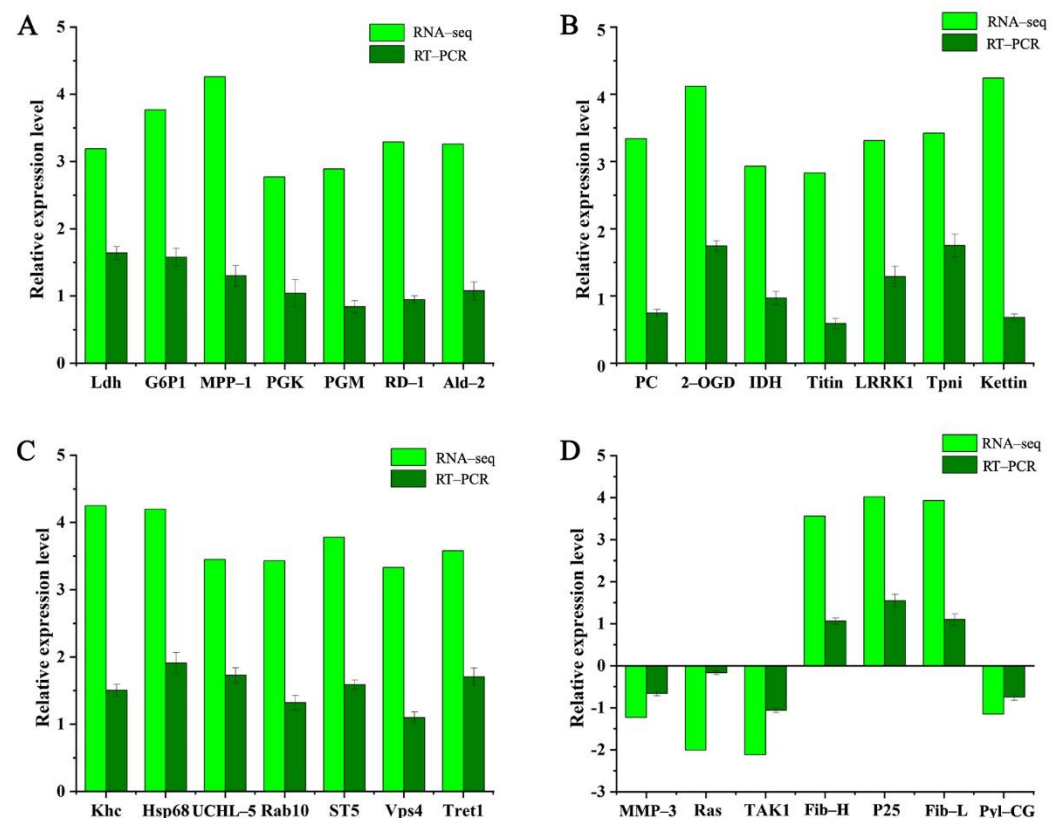 A
RNA–seq
RT–PCR
Relative expression level
5
4
3
2
1
0
Ldh G6P1 MPP–1 PGK PGM RD–1 Ald–2
B
RNA–seq
RT–PCR
Relative expression level
5
4
3
2
1
0
PC 2–OGD IDH Titin LRRK1 Tpni Kettin
C
RNA–seq
RT–PCR
Relative expression level
5
4
3
2
1
0
Khc Hsp68 UCHL–5 Rab10 ST5 Vps4 Tret1
D
RNA–seq
RT–PCR
Relative expression level
5
4
3
2
1
0
-1
-2
-3
MMP–3 Ras TAK1 Fib–H P25 Fib–L Pyl–CG